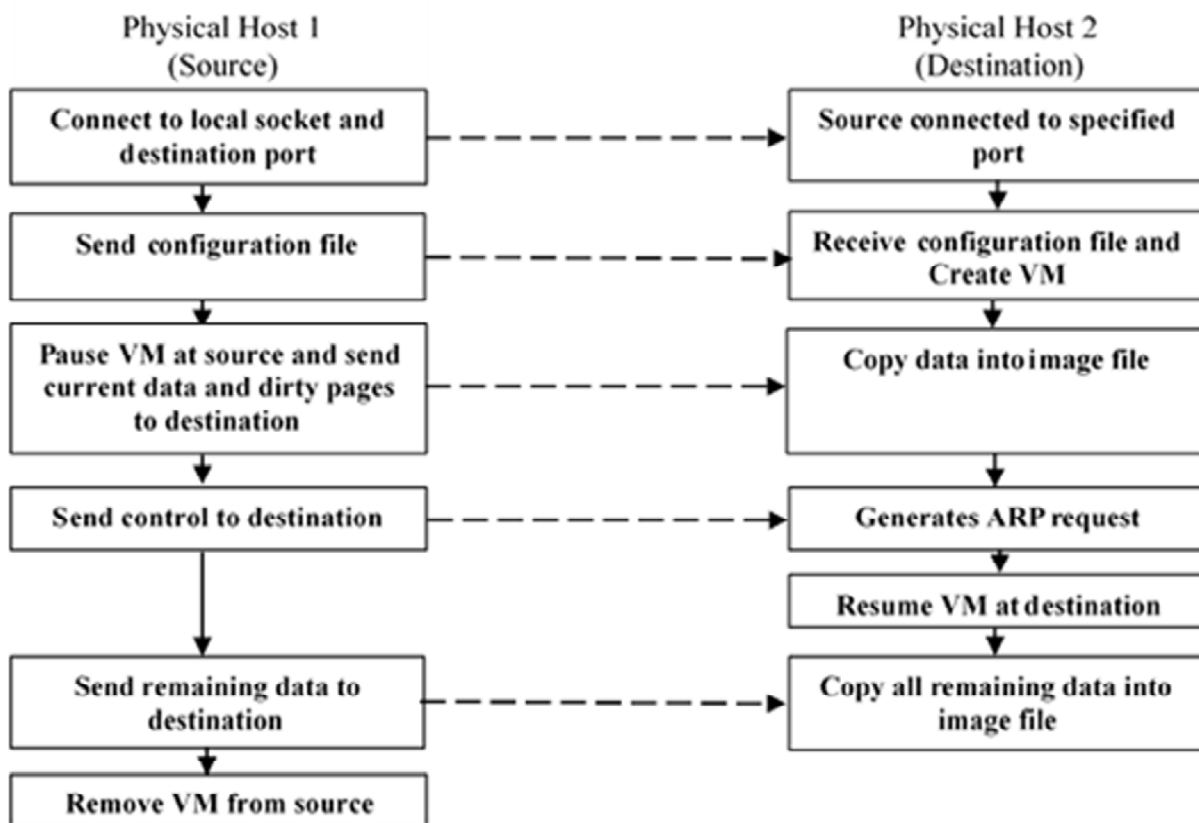 Physical Host 1
(Source)
Physical Host 2
(Destination)
Connect to local socket and
destination port
Source connected to specified
port
Send configuration file
Receive configuration file and
Create VM
Pause VM at source and send
current data and dirty pages
to destination
Copy data into image file
Send control to destination
Generates ARP request
Resume VM at destination
Send remaining data to
destination
Copy all remaining data into
image file
Remove VM from source